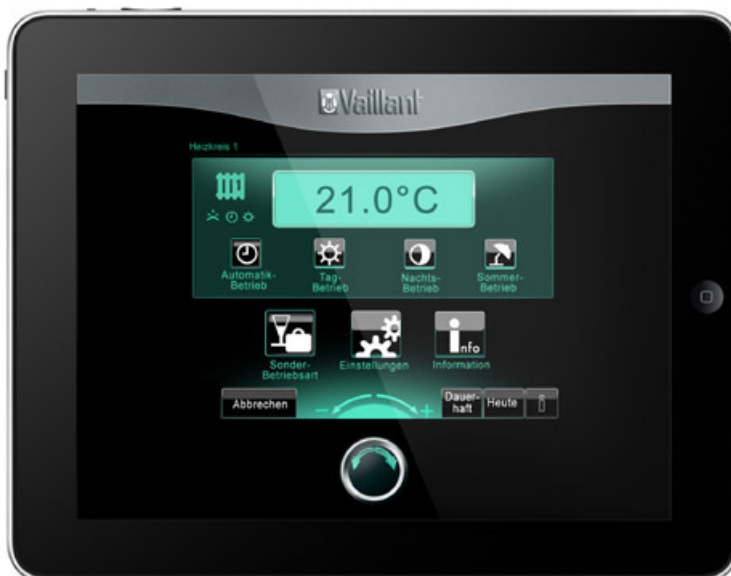 Vaillant
Heizkreis 1
21.0°C
Automatik-
Betrieb
Tag-
Betrieb
Nachts-
Betrieb
Sommer-
Betrieb
info
Sonder-
Betriebsart
Einstellungen
Information
Abbrechen
- +
Dauer-
haft
Heute
i